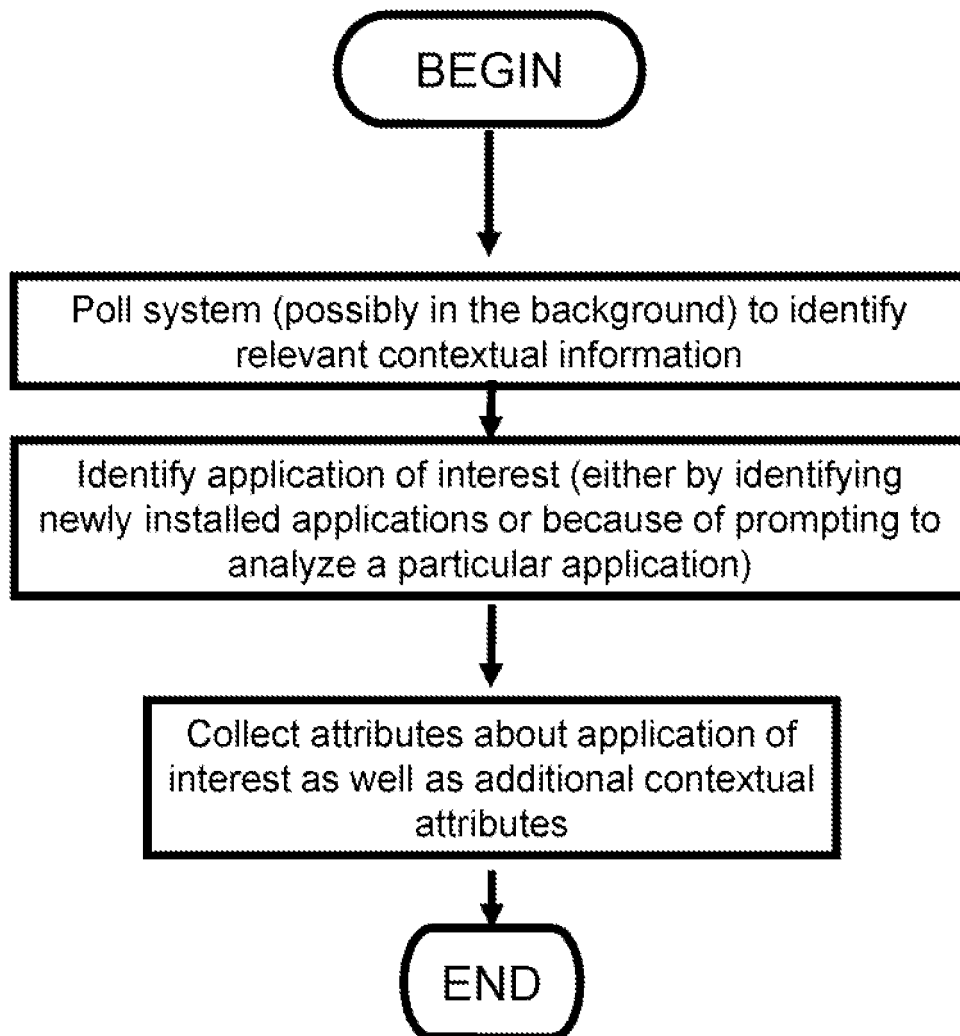 BEGIN
Poll system (possibly in the background) to identify
relevant contextual information
Identify application of interest (either by identifying
newly installed applications or because of prompting to
analyze a particular application)
Collect attributes about application of
interest as well as additional contextual
attributes
END